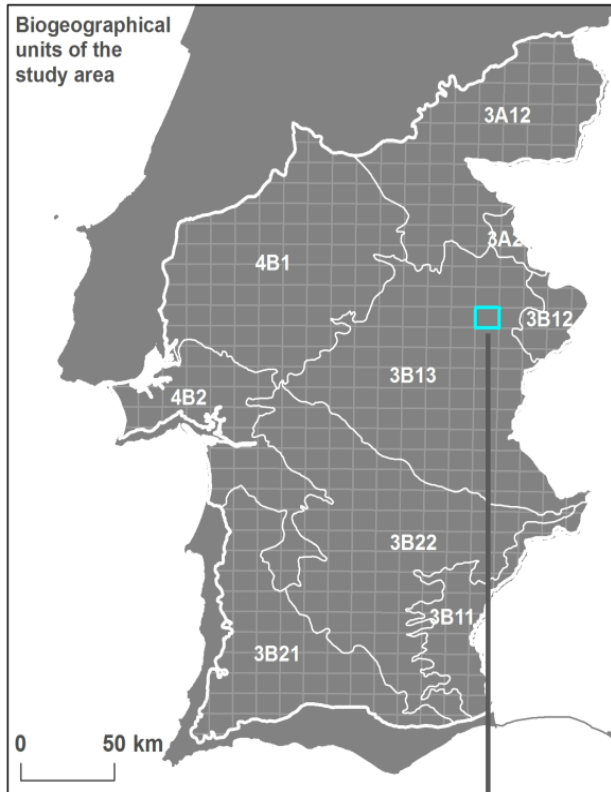 Biogeographical
units of the
study area
3A12
3A2
4B1
3B12
3B13
4B2
3B22
3B11
3B21
0 50 km